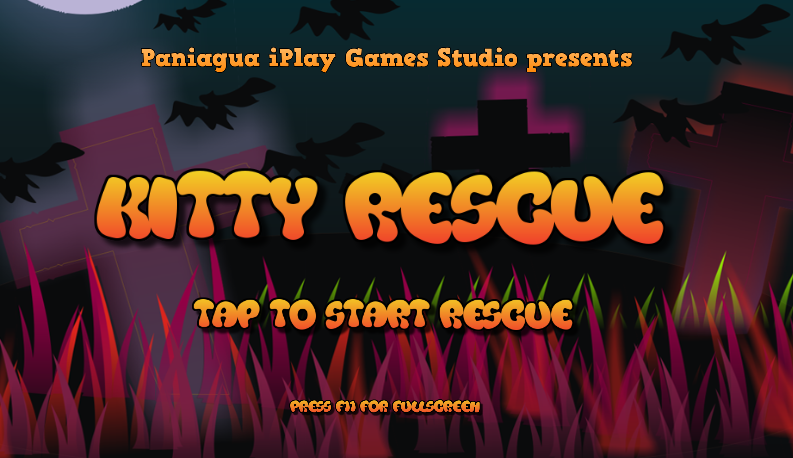 Paniagua iPlay Games Studio presents
KITTY RESCUE
TAP TO START RESCUE
PRESS F11 FOR FULLSCREEN